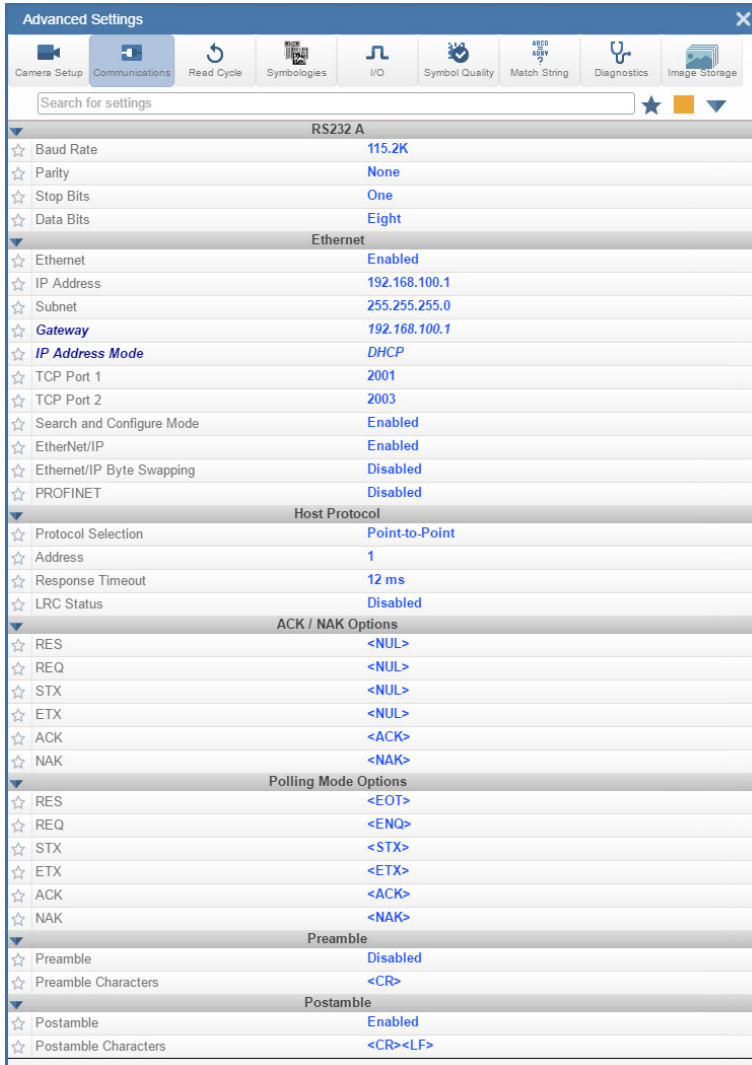 Advanced Settings
Camera Setup Communications Read Cycle Symbologies I/O Symbol Quality Match String Diagnostics Image Storage
Search for settings
RS232 A
Baud Rate 115.2K
Parity None
Stop Bits One
Data Bits Eight
Ethernet
Ethernet Enabled
IP Address 192.168.100.1
Subnet 255.255.255.0
Gateway 192.168.100.1
IP Address Mode DHCP
TCP Port 1 2001
TCP Port 2 2003
Search and Configure Mode Enabled
EtherNet/IP Enabled
Ethernet/IP Byte Swapping Disabled
PROFINET Disabled
Host Protocol
Protocol Selection Point-to-Point
Address 1
Response Timeout 12 ms
LRC Status Disabled
ACK / NAK Options
RES <NUL>
REQ <NUL>
STX <NUL>
ETX <NUL>
ACK <ACK>
NAK <NAK>
Polling Mode Options
RES <EOT>
REQ <ENQ>
STX <STX>
ETX <ETX>
ACK <ACK>
NAK <NAK>
Preamble
Preamble Disabled
Preamble Characters <CR>
Postamble
Postamble Enabled
Postamble Characters <CR><LF>